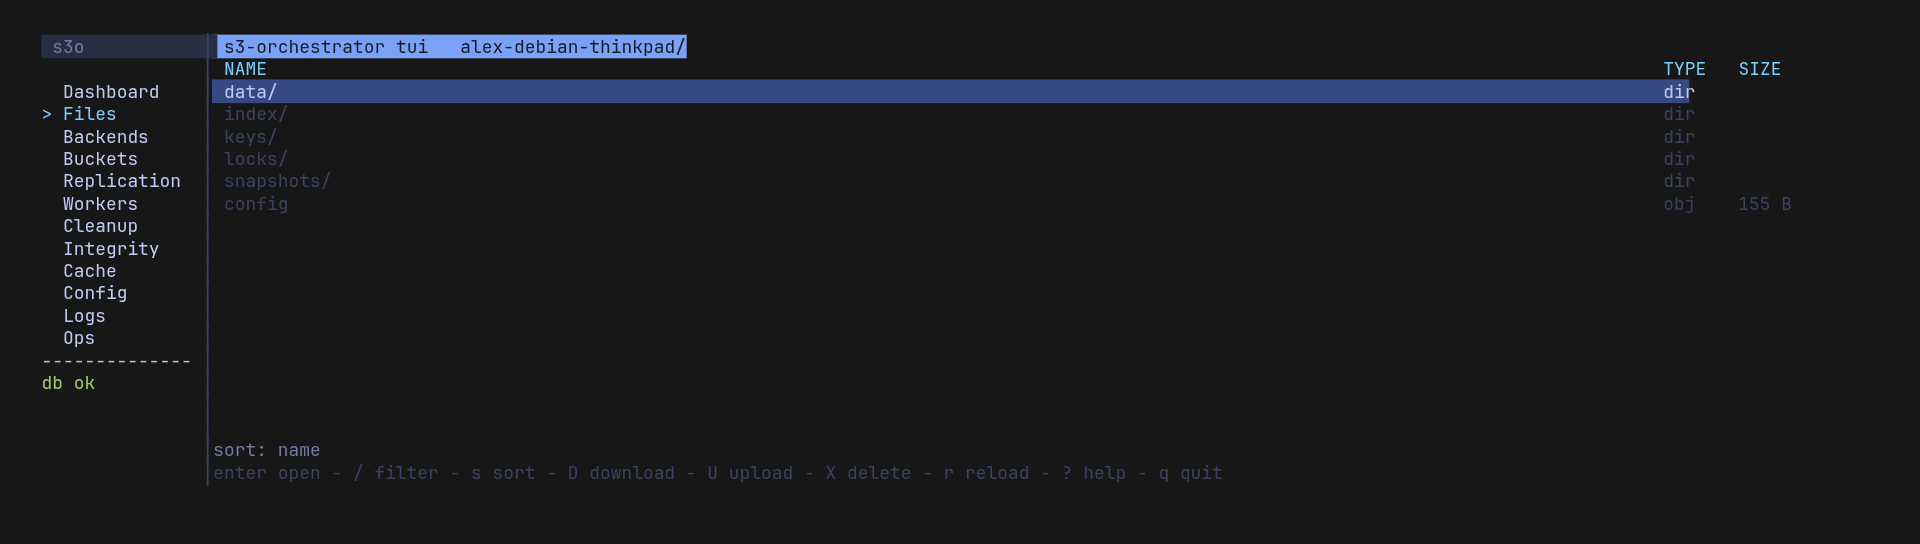 s3o
s3-orchestrator tui alex-debian-thinkpad/
NAME TYPE SIZE
Dashboard
> Files
Backends
Buckets
Replication
Workers
Cleanup
Integrity
Cache
Config
Logs
Ops
--------------
db ok
data/ dir
index/ dir
keys/ dir
locks/ dir
snapshots/ dir
config obj 155 B
sort: name
enter open - / filter - s sort - D download - U upload - X delete - r reload - ? help - q quit